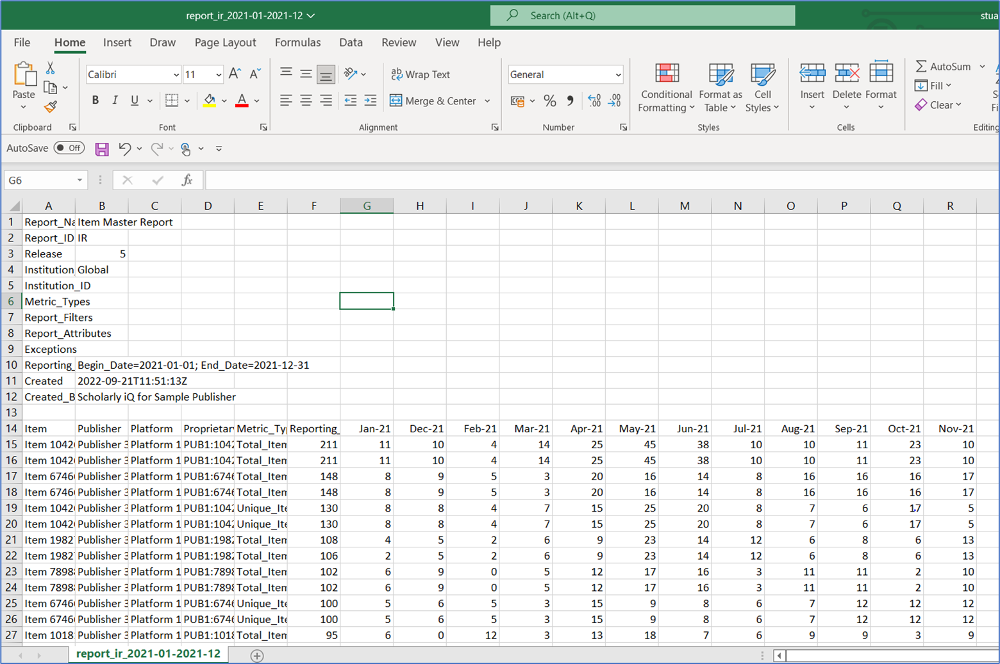 report_ir_2021-01-2021-12
Search (Alt+Q)
stua
File Home Insert Draw Page Layout Formulas Data Review View Help
Paste
Calibri 11
B I U A
ab Wrap Text
Merge & Center
General
% 9 .00 .00
Conditional Formatting
Format as Table
Cell Styles
Insert Delete Format
AutoSum
Fill
Clear
Clipboard Font Alignment Number Styles Cells Editing
AutoSave Off
G6 fx
A B C D E F G H I J K L M N O P Q R
1 Report_Na Item Master Report
2 Report_ID IR
3 Release 5
4 Institution_ Global
5 Institution_ID
6 Metric_Types
7 Report_Filters
8 Report_Attributes
9 Exceptions
10 Reporting_ Begin_Date=2021-01-01; End_Date=2021-12-31
11 Created 2022-09-21T11:51:13Z
12 Created_B Scholarly iQ for Sample Publisher
13
14 Item Publisher Platform Proprietar Metric_Ty Reporting_ Jan-21 Dec-21 Feb-21 Mar-21 Apr-21 May-21 Jun-21 Jul-21 Aug-21 Sep-21 Oct-21 Nov-21
15 Item 1042 Publisher 3 Platform 1 PUB1:1042 Total_Item 211 11 10 4 14 25 45 38 10 10 11 23 10
16 Item 1042 Publisher 3 Platform 1 PUB1:1042 Total_Item 211 11 10 4 14 25 45 38 10 10 11 23 10
17 Item 6746 Publisher 3 Platform 1 PUB1:6746 Total_Item 148 8 9 5 3 20 16 14 8 16 16 16 17
18 Item 6746 Publisher 3 Platform 1 PUB1:6746 Total_Item 148 8 9 5 3 20 16 14 8 16 16 16 17
19 Item 1042 Publisher 3 Platform 1 PUB1:1042 Unique_Ite 130 8 8 4 7 15 25 20 8 7 6 17 5
20 Item 1042 Publisher 3 Platform 1 PUB1:1042 Unique_Ite 130 8 8 4 7 15 25 20 8 7 6 17 5
21 Item 1982 Publisher 3 Platform 1 PUB1:1982 Total_Item 108 4 5 2 6 9 23 14 12 6 8 6 13
22 Item 1982 Publisher 3 Platform 1 PUB1:1982 Total_Item 106 2 5 2 6 9 23 14 12 6 8 6 13
23 Item 7898 Publisher 3 Platform 1 PUB1:7898 Total_Item 102 6 9 0 5 12 17 16 3 11 11 2 10
24 Item 7898 Publisher 3 Platform 1 PUB1:7898 Total_Item 102 6 9 0 5 12 17 16 3 11 11 2 10
25 Item 6746 Publisher 3 Platform 1 PUB1:6746 Unique_Ite 100 5 6 5 3 15 9 8 6 7 12 12 12
26 Item 6746 Publisher 3 Platform 1 PUB1:6746 Unique_Ite 100 5 6 5 3 15 9 8 6 7 12 12 12
27 Item 1018 Publisher 3 Platform 1 PUB1:1018 Total_Item 95 6 0 12 3 13 18 7 6 9 9 3 9
report_ir_2021-01-2021-12